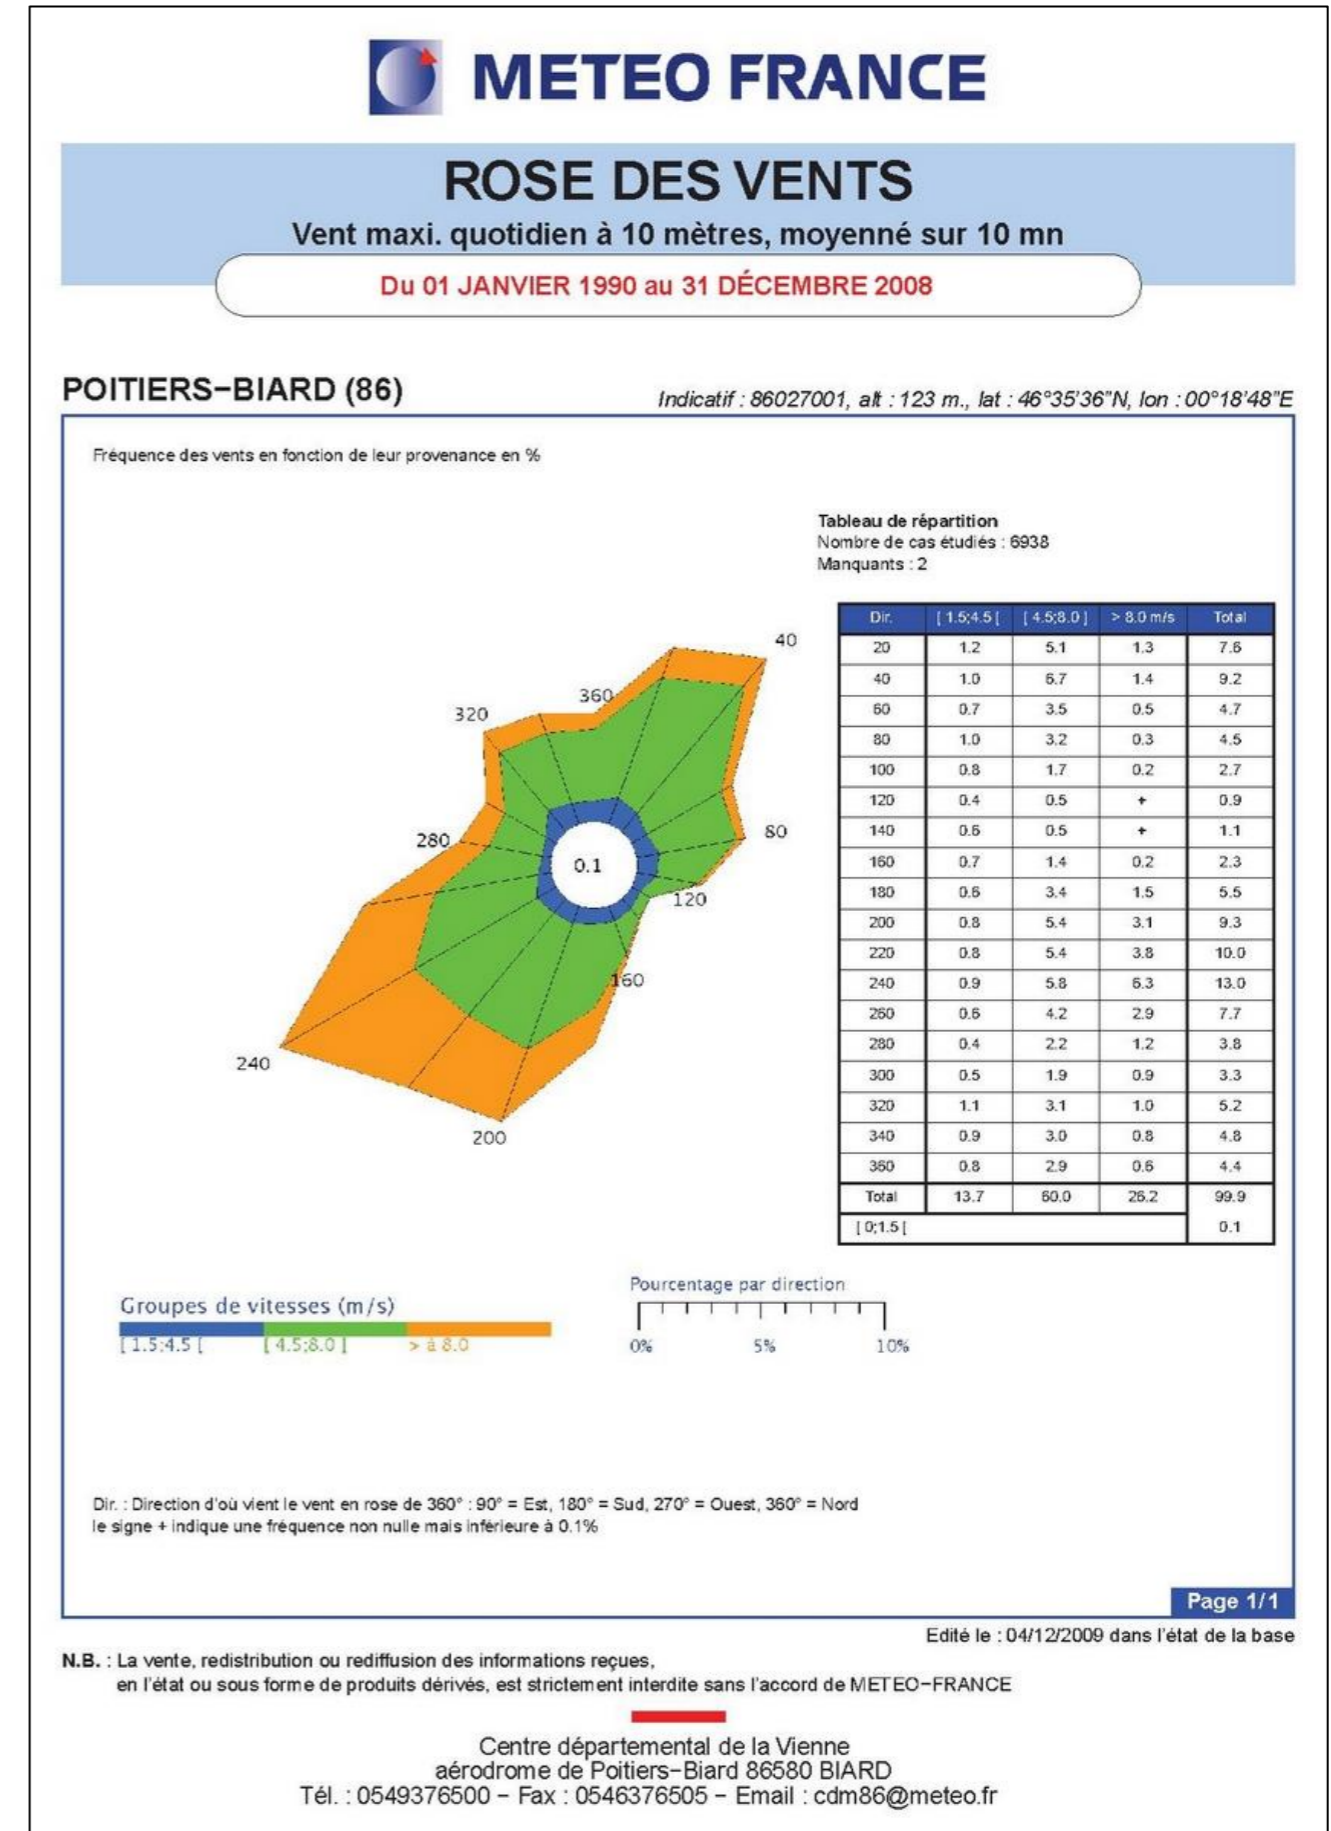 METEO FRANCE
ROSE DES VENTS
Vent maxi. quotidien à 10 mètres, moyenné sur 10 mn
Du 01 JANVIER 1990 au 31 DÉCEMBRE 2008
POITIERS-BIARD (86)
Indicatif : 86027001, alt : 123 m., lat : 46°35'36"N, lon : 00°18'48"E
Fréquence des vents en fonction de leur provenance en %
Tableau de répartition
Nombre de cas étudiés : 6938
Manquants : 2
40
360
320
280
80
0.1
120
160
240
200
Dir. [ 1.5;4.5 [ [ 4.5;8.0 ] > 8.0 m/s Total
20 1.2 5.1 1.3 7.6
40 1.0 6.7 1.4 9.2
60 0.7 3.5 0.5 4.7
80 1.0 3.2 0.3 4.5
100 0.8 1.7 0.2 2.7
120 0.4 0.5 + 0.9
140 0.6 0.5 + 1.1
160 0.7 1.4 0.2 2.3
180 0.6 3.4 1.5 5.5
200 0.8 5.4 3.1 9.3
220 0.8 5.4 3.8 10.0
240 0.9 5.8 6.3 13.0
260 0.6 4.2 2.9 7.7
280 0.4 2.2 1.2 3.8
300 0.5 1.9 0.9 3.3
320 1.1 3.1 1.0 5.2
340 0.9 3.0 0.8 4.8
360 0.8 2.9 0.6 4.4
Total 13.7 60.0 26.2 99.9
[ 0;1.5 [ 0.1
Groupes de vitesses (m/s)
[ 1.5;4.5 [ [ 4.5;8.0 ] > à 8.0
Pourcentage par direction
0% 5% 10%
Dir. : Direction d'où vient le vent en rose de 360° : 90° = Est, 180° = Sud, 270° = Ouest, 360° = Nord
le signe + indique une fréquence non nulle mais inférieure à 0.1%
Page 1/1
Edité le : 04/12/2009 dans l'état de la base
N.B. : La vente, redistribution ou rediffusion des informations reçues,
en l'état ou sous forme de produits dérivés, est strictement interdite sans l'accord de METEO-FRANCE
Centre départemental de la Vienne
aérodrome de Poitiers-Biard 86580 BIARD
Tél. : 0549376500 – Fax : 0546376505 – Email : cdm86@meteo.fr